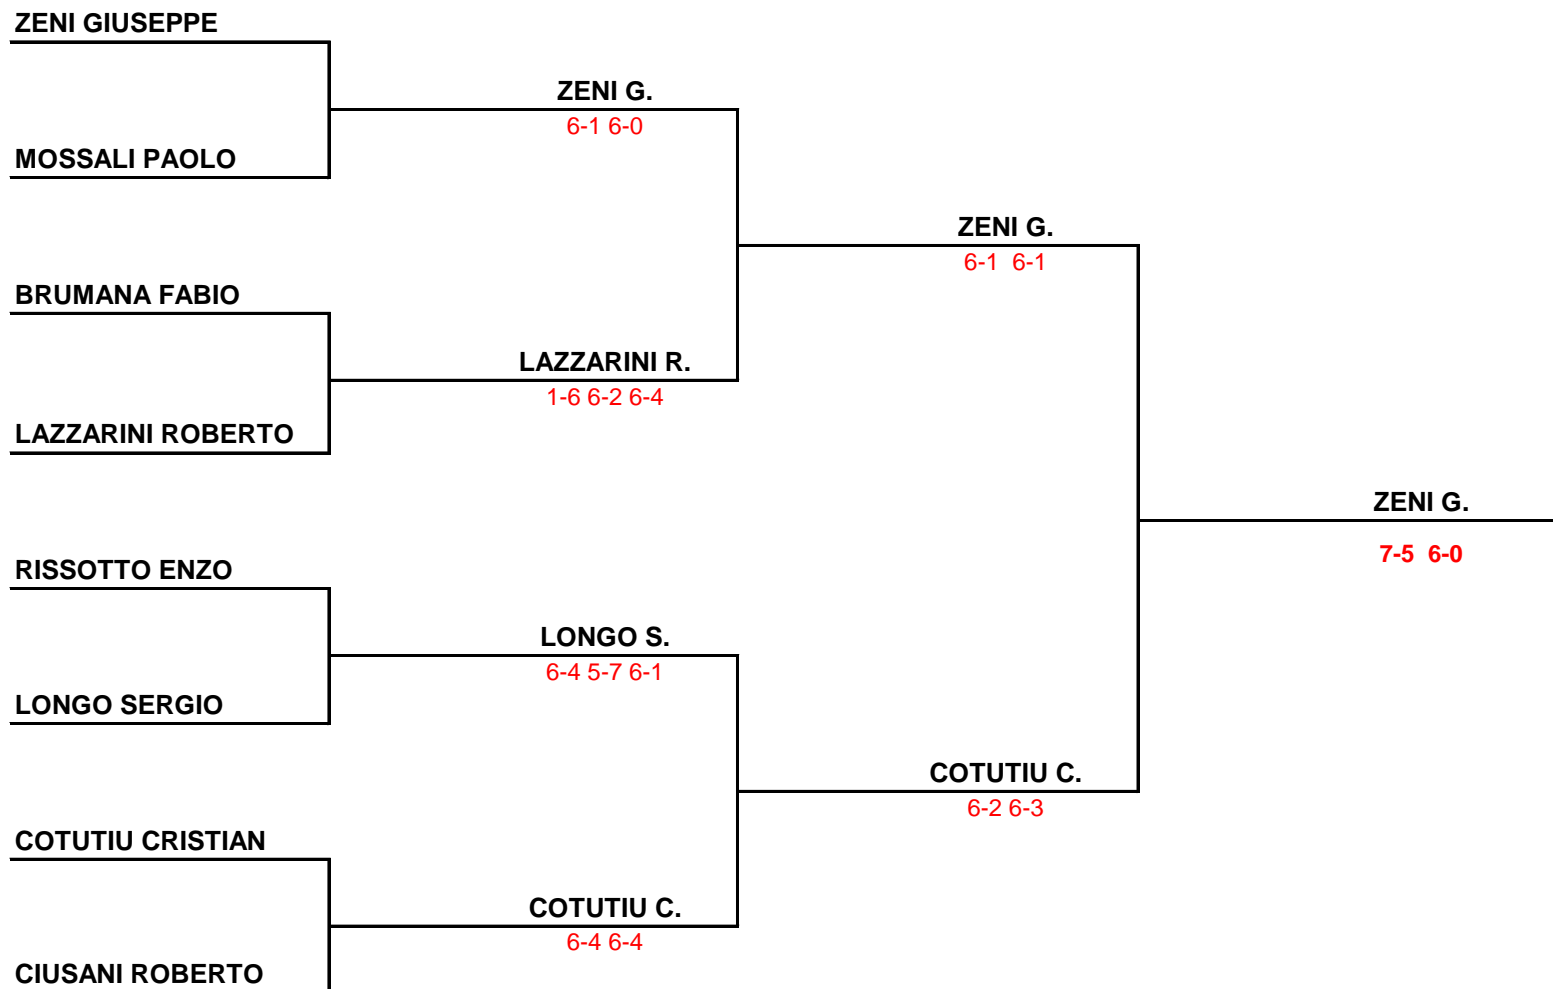 ZENI GIUSEPPE
ZENI G.
6-1 6-0
MOSSALI PAOLO
ZENI G.
6-1 6-1
BRUMANA FABIO
LAZZARINI R.
1-6 6-2 6-4
LAZZARINI ROBERTO
ZENI G.
7-5 6-0
RISSOTTO ENZO
LONGO S.
6-4 5-7 6-1
LONGO SERGIO
COTUTIU C.
6-2 6-3
COTUTIU CRISTIAN
COTUTIU C.
6-4 6-4
CIUSANI ROBERTO